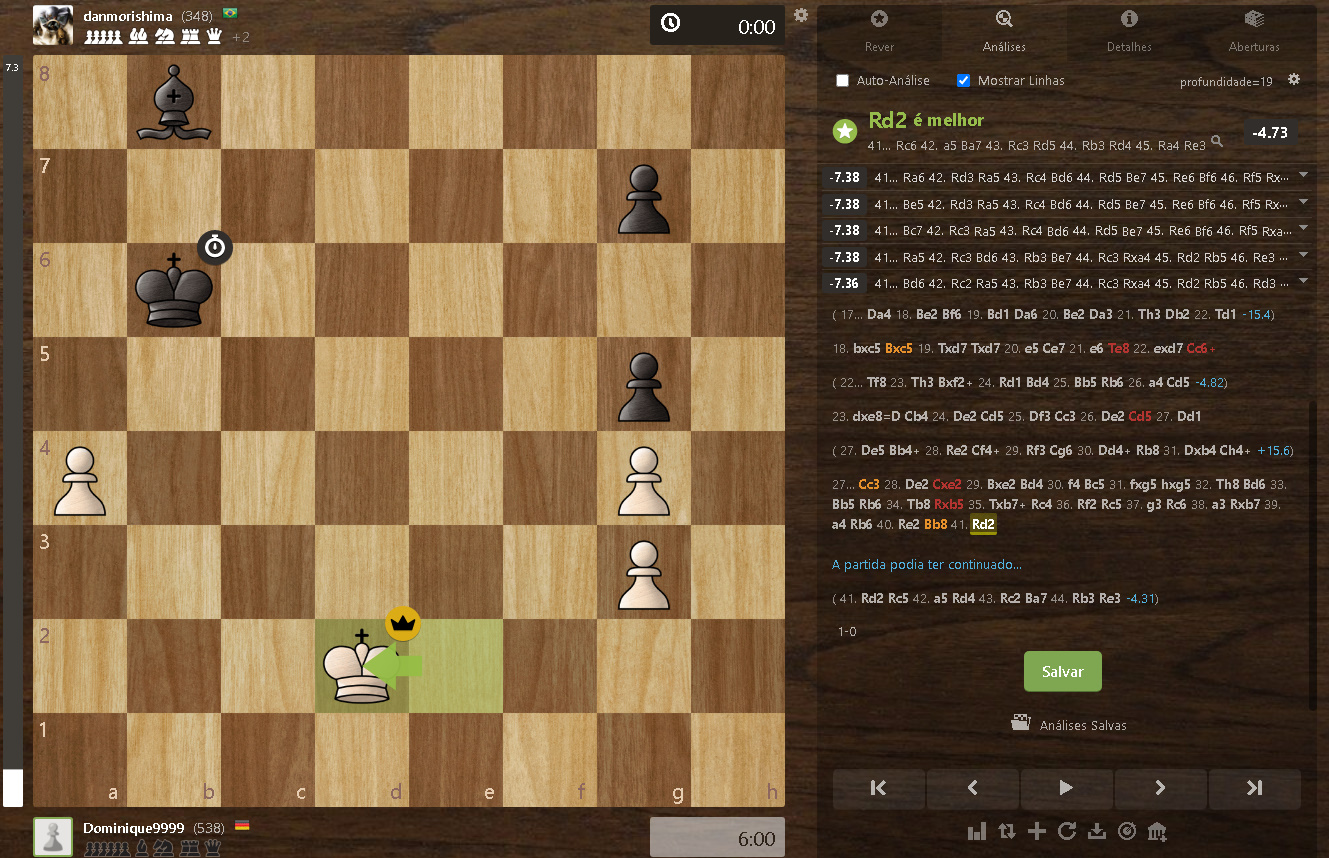 danmorishima (348)
+2
0:00
7.3
8
7
6
5
4
3
2
1
a b c d e f g h
Dominique9999 (538)
6:00
Rever Análises Detalhes Aberturas
Auto-Análise Mostrar Linhas profundidade=19
Rd2 é melhor -4.73
41... Rc6 42. a5 Ba7 43. Rc3 Rd5 44. Rb3 Rd4 45. Ra4 Re3
-7.38 41... Ra6 42. Rd3 Ra5 43. Rc4 Bd6 44. Rd5 Be7 45. Re6 Bf6 46. Rf5 Rx...
-7.38 41... Be5 42. Rd3 Ra5 43. Rc4 Bd6 44. Rd5 Be7 45. Re6 Bf6 46. Rf5 Rx...
-7.38 41... Bc7 42. Rc3 Ra5 43. Rc4 Bd6 44. Rd5 Be7 45. Re6 Bf6 46. Rf5 Rxa...
-7.38 41... Ra5 42. Rc3 Bd6 43. Rb3 Be7 44. Rc3 Rxa4 45. Rd2 Rb5 46. Re3 ...
-7.36 41... Bd6 42. Rc2 Ra5 43. Rb3 Be7 44. Rc3 Rxa4 45. Rd2 Rb5 46. Rd3 ...
( 17... Da4 18. Be2 Bf6 19. Bd1 Da6 20. Be2 Da3 21. Th3 Db2 22. Td1 -15.4)
18. bxc5 Bxc5 19. Txd7 Txd7 20. e5 Ce7 21. e6 Te8 22. exd7 Cc6+
( 22... Tf8 23. Th3 Bxf2+ 24. Rd1 Bd4 25. Bb5 Rb6 26. a4 Cd5 -4.82)
23. dxe8=D Cb4 24. De2 Cd5 25. Df3 Cc3 26. De2 Cd5 27. Dd1
( 27. De5 Bb4+ 28. Re2 Cf4+ 29. Rf3 Cg6 30. Dd4+ Rb8 31. Dxb4 Ch4+ +15.6)
27... Cc3 28. De2 Cxe2 29. Bxe2 Bd4 30. f4 Bc5 31. fxg5 hxg5 32. Th8 Bd6 33.
Bb5 Rb6 34. Tb8 Rxb5 35. Txb7+ Rc4 36. Rf2 Rc5 37. g3 Rc6 38. a3 Rxb7 39.
a4 Rb6 40. Re2 Bb8 41. Rd2
A partida podia ter continuado...
( 41. Rd2 Rc5 42. a5 Rd4 43. Rc2 Ba7 44. Rb3 Re3 -4.31)
1-0
Salvar
Análises Salvas